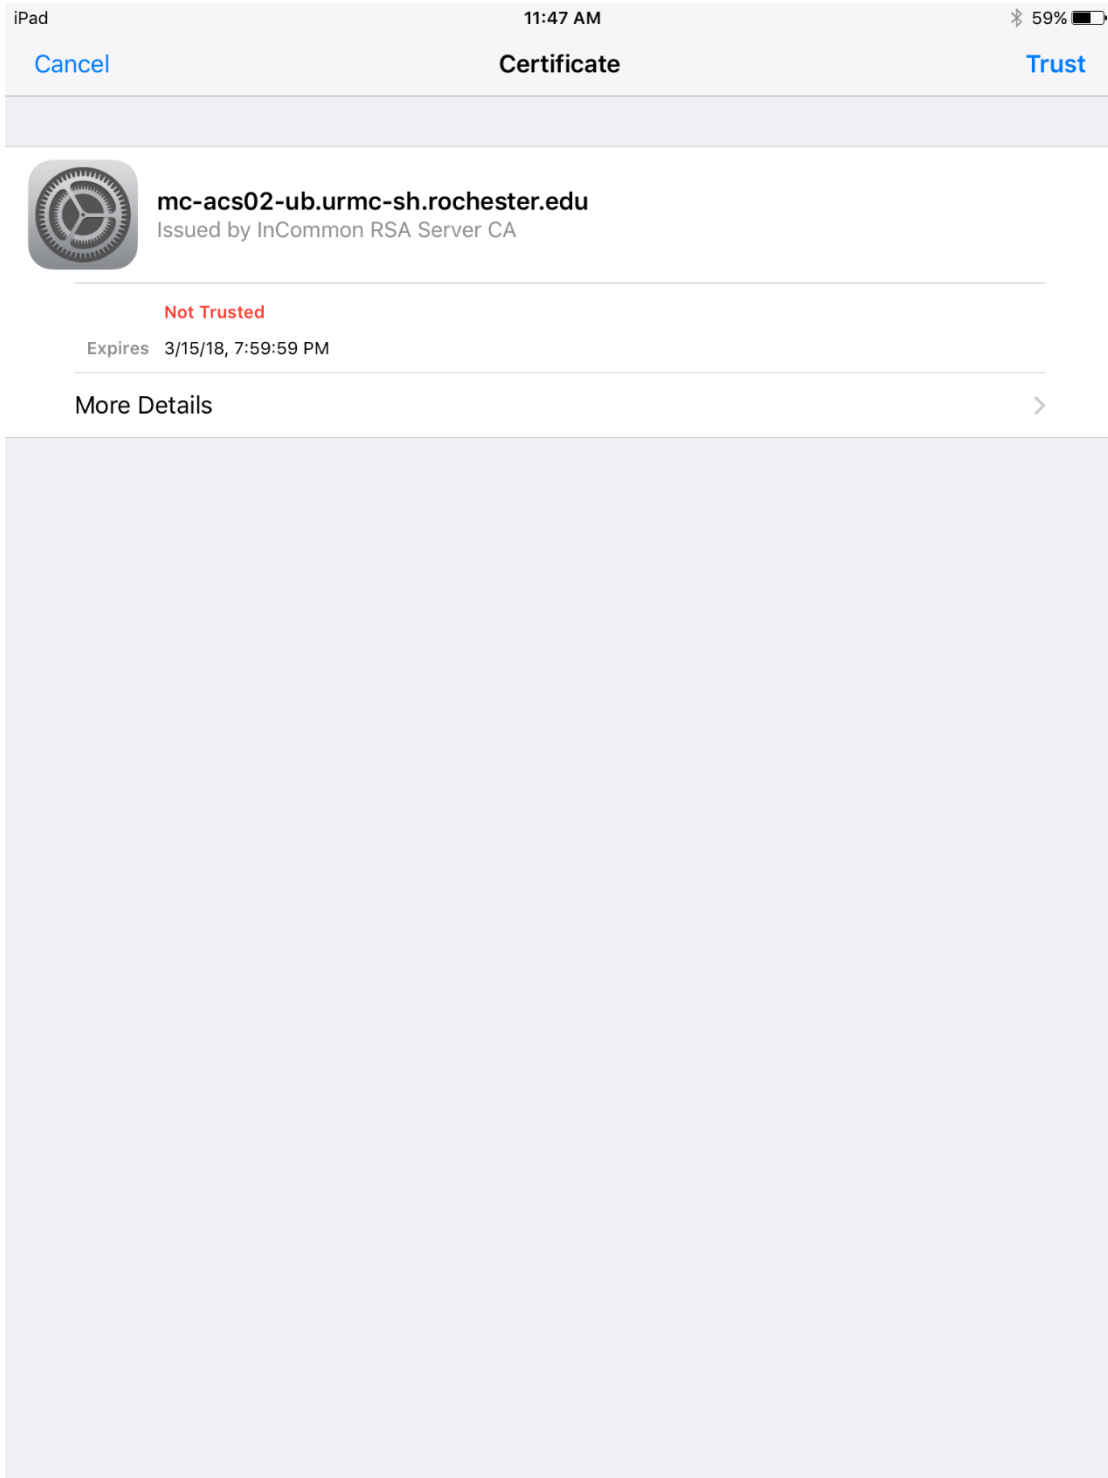 iPad 11:47 AM 59%
Cancel Certificate Trust
mc-acs02-ub.urmc-sh.rochester.edu
Issued by InCommon RSA Server CA
Not Trusted
Expires 3/15/18, 7:59:59 PM
More Details